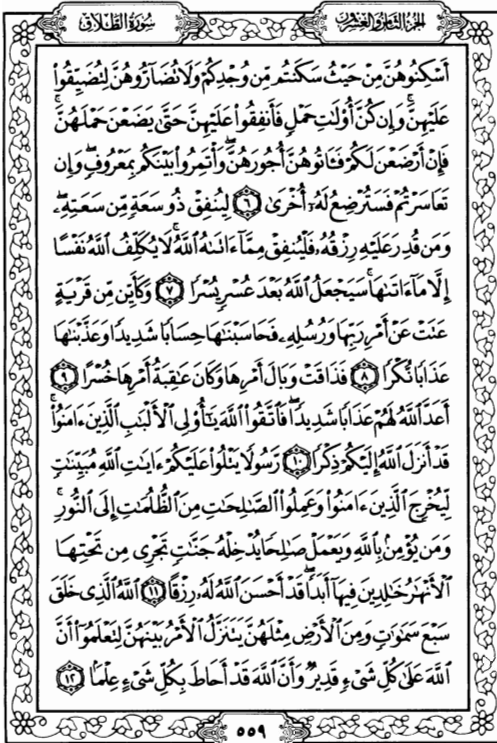 الجزء الثامن والعشرون
سورة الطلاق
أَسْكِنُوهُنَّ مِنْ حَيْثُ سَكَنتُم مِّن وُجْدِكُمْ وَلَا تُضَآرُّوهُنَّ لِتُضَيِّقُوا۟
عَلَيْهِنَّ ۚ وَإِن كُنَّ أُو۟لَٰتِ حَمْلٍ فَأَنفِقُوا۟ عَلَيْهِنَّ حَتَّىٰ يَضَعْنَ حَمْلَهُنَّ ۚ
فَإِنْ أَرْضَعْنَ لَكُمْ فَـَٔاتُوهُنَّ أُجُورَهُنَّ ۖ وَأْتَمِرُوا۟ بَيْنَكُم بِمَعْرُوفٍ ۖ وَإِن
تَعَاسَرْتُمْ فَسَتُرْضِعُ لَهُۥٓ أُخْرَىٰ ٦ لِيُنفِقْ ذُو سَعَةٍ مِّن سَعَتِهِۦ ۖ
وَمَن قُدِرَ عَلَيْهِ رِزْقُهُۥ فَلْيُنفِقْ مِمَّآ ءَاتَىٰهُ ٱللَّهُ ۚ لَا يُكَلِّفُ ٱللَّهُ نَفْسًا
إِلَّا مَآ ءَاتَىٰهَا ۚ سَيَجْعَلُ ٱللَّهُ بَعْدَ عُسْرٍ يُسْرًا ٧ وَكَأَيِّن مِّن قَرْيَةٍ
عَتَتْ عَنْ أَمْرِ رَبِّهَا وَرُسُلِهِۦ فَحَاسَبْنَٰهَا حِسَابًا شَدِيدًا وَعَذَّبْنَٰهَا
عَذَابًا نُّكْرًا ٨ فَذَاقَتْ وَبَالَ أَمْرِهَا وَكَانَ عَٰقِبَةُ أَمْرِهَا خُسْرًا ٩
أَعَدَّ ٱللَّهُ لَهُمْ عَذَابًا شَدِيدًا ۖ فَٱتَّقُوا۟ ٱللَّهَ يَٰٓأُو۟لِى ٱلْأَلْبَٰبِ ٱلَّذِينَ ءَامَنُوا۟ ۚ
قَدْ أَنزَلَ ٱللَّهُ إِلَيْكُمْ ذِكْرًا ١٠ رَّسُولًا يَتْلُوا۟ عَلَيْكُمْ ءَايَٰتِ ٱللَّهِ مُبَيِّنَٰتٍ
لِّيُخْرِجَ ٱلَّذِينَ ءَامَنُوا۟ وَعَمِلُوا۟ ٱلصَّٰلِحَٰتِ مِنَ ٱلظُّلُمَٰتِ إِلَى ٱلنُّورِ ۚ
وَمَن يُؤْمِنۢ بِٱللَّهِ وَيَعْمَلْ صَٰلِحًا يُدْخِلْهُ جَنَّٰتٍ تَجْرِى مِن تَحْتِهَا
ٱلْأَنْهَٰرُ خَٰلِدِينَ فِيهَآ أَبَدًا ۖ قَدْ أَحْسَنَ ٱللَّهُ لَهُۥ رِزْقًا ١١ ٱللَّهُ ٱلَّذِى خَلَقَ
سَبْعَ سَمَٰوَٰتٍ وَمِنَ ٱلْأَرْضِ مِثْلَهُنَّ يَتَنَزَّلُ ٱلْأَمْرُ بَيْنَهُنَّ لِتَعْلَمُوٓا۟ أَنَّ
ٱللَّهَ عَلَىٰ كُلِّ شَىْءٍ قَدِيرٌ وَأَنَّ ٱللَّهَ قَدْ أَحَاطَ بِكُلِّ شَىْءٍ عِلْمًۢا ١٢
٥٥٩